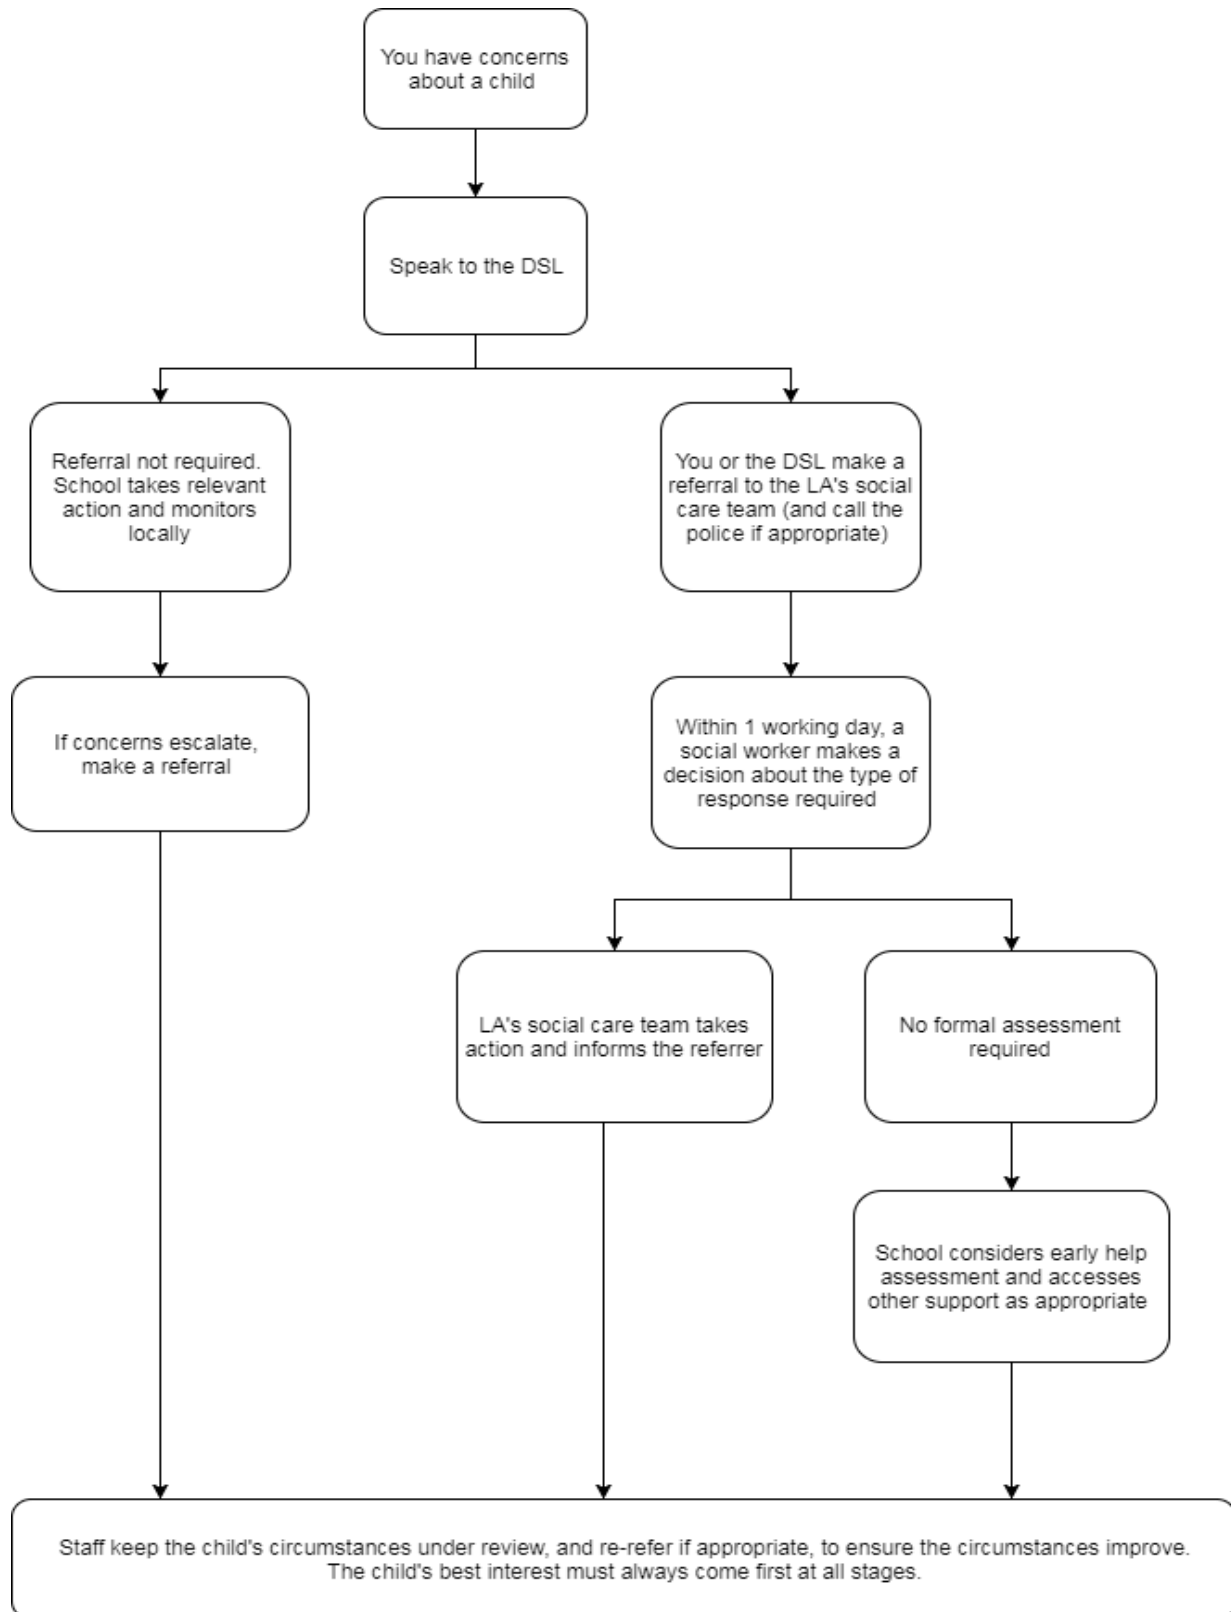 You have concerns
about a child
Speak to the DSL
Referral not required.
School takes relevant
action and monitors
locally
You or the DSL make a
referral to the LA's social
care team (and call the
police if appropriate)
If concerns escalate,
make a referral
Within 1 working day, a
social worker makes a
decision about the type of
response required
LA's social care team takes
action and informs the referrer
No formal assessment
required
School considers early help
assessment and accesses
other support as appropriate
Staff keep the child's circumstances under review, and re-refer if appropriate, to ensure the circumstances improve.
The child's best interest must always come first at all stages.